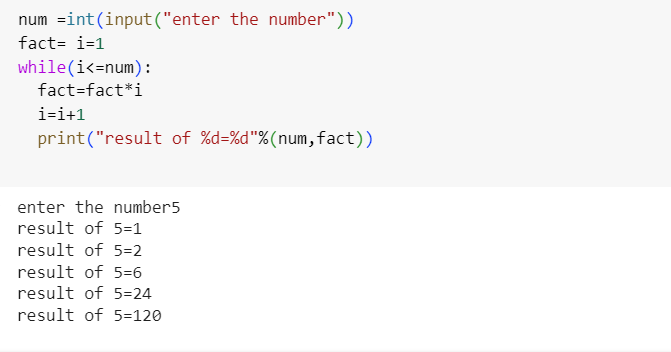 num =int(input("enter the number"))
fact= i=1
while(i<=num):
  fact=fact*i
  i=i+1
  print("result of %d=%d"%(num,fact))
enter the number5
result of 5=1
result of 5=2
result of 5=6
result of 5=24
result of 5=120